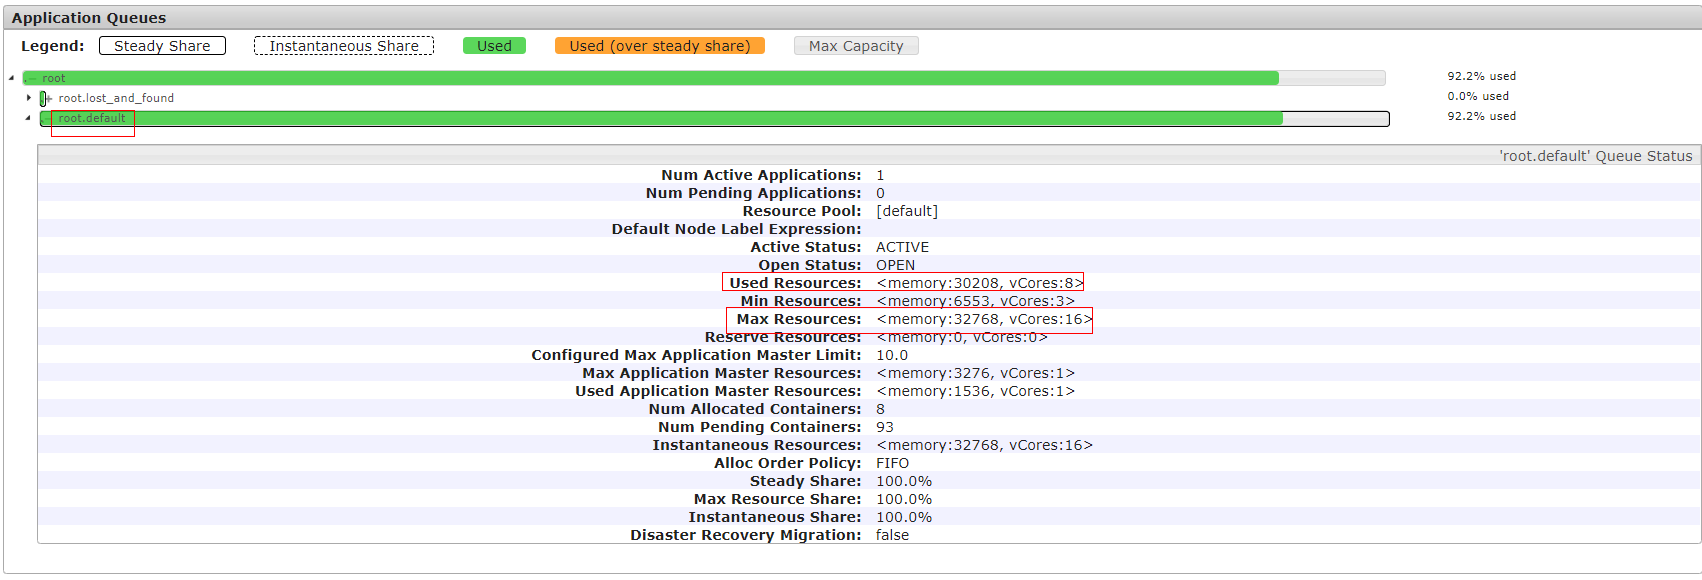 Application Queues
Legend: Steady Share Instantaneous Share Used Used (over steady share) Max Capacity
root 92.2% used
root.lost_and_found 0.0% used
root.default 92.2% used
'root.default' Queue Status
Num Active Applications: 1
Num Pending Applications: 0
Resource Pool: [default]
Default Node Label Expression:
Active Status: ACTIVE
Open Status: OPEN
Used Resources: <memory:30208, vCores:8>
Min Resources: <memory:6553, vCores:3>
Max Resources: <memory:32768, vCores:16>
Reserve Resources: <memory:0, vCores:0>
Configured Max Application Master Limit: 10.0
Max Application Master Resources: <memory:3276, vCores:1>
Used Application Master Resources: <memory:1536, vCores:1>
Num Allocated Containers: 8
Num Pending Containers: 93
Instantaneous Resources: <memory:32768, vCores:16>
Alloc Order Policy: FIFO
Steady Share: 100.0%
Max Resource Share: 100.0%
Instantaneous Share: 100.0%
Disaster Recovery Migration: false